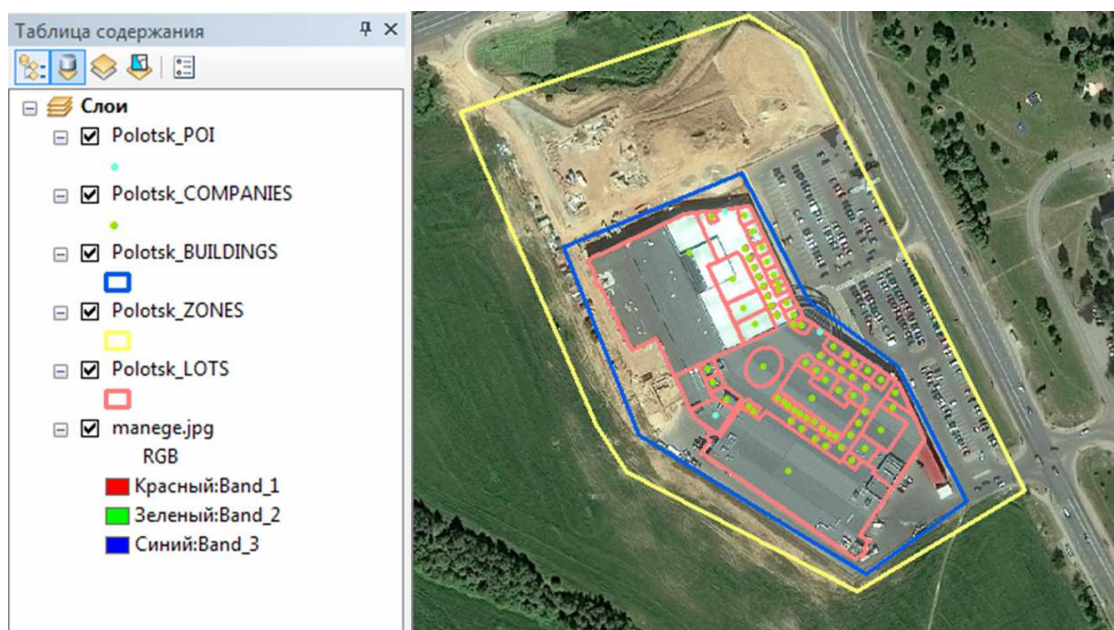 Таблица содержания
Слои
Polotsk_POI
Polotsk_COMPANIES
Polotsk_BUILDINGS
Polotsk_ZONES
Polotsk_LOTS
manege.jpg
RGB
Красный:Band_1
Зеленый:Band_2
Синий:Band_3